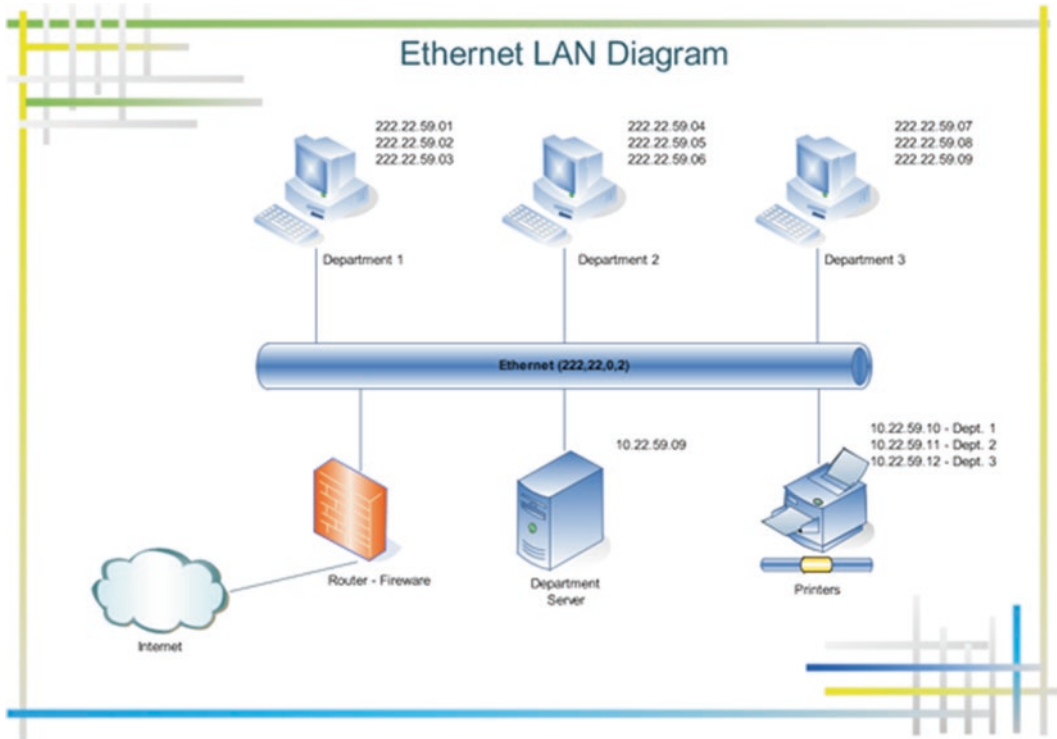 Ethernet LAN Diagram
222.22.59.01
222.22.59.02
222.22.59.03
222.22.59.04
222.22.59.05
222.22.59.06
222.22.59.07
222.22.59.08
222.22.59.09
Department 1
Department 2
Department 3
Ethernet (222,22,0,2)
10.22.59.09
10.22.59.10 - Dept. 1
10.22.59.11 - Dept. 2
10.22.59.12 - Dept. 3
Router - Fireware
Department
Server
Printers
Internet